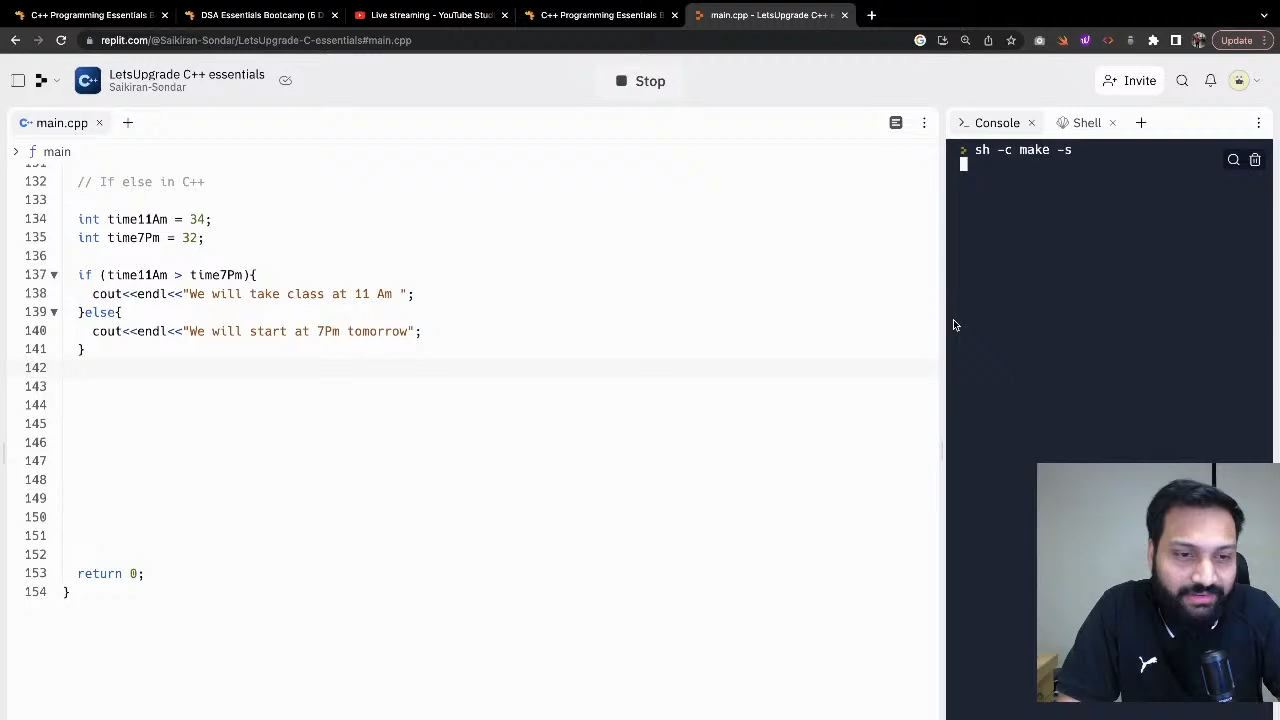 C++ Programming Essentials B
DSA Essentials Bootcamp (5 D
Live streaming - YouTube Stud
C++ Programming Essentials B
main.cpp - LetsUpgrade C++ e
replit.com/@Saikiran-Sondar/LetsUpgrade-C-essentials#main.cpp
Update
C++
LetsUpgrade C++ essentials
Saikiran-Sondar
Stop
Invite
C++ main.cpp
Console
Shell
main
sh -c make -s
131
132 // If else in C++
133
134 int time11Am = 34;
135 int time7Pm = 32;
136
137 if (time11Am > time7Pm){
138 cout<<endl<<"We will take class at 11 Am ";
139 }else{
140 cout<<endl<<"We will start at 7Pm tomorrow";
141 }
142
143
144
145
146
147
148
149
150
151
152
153 return 0;
154 }